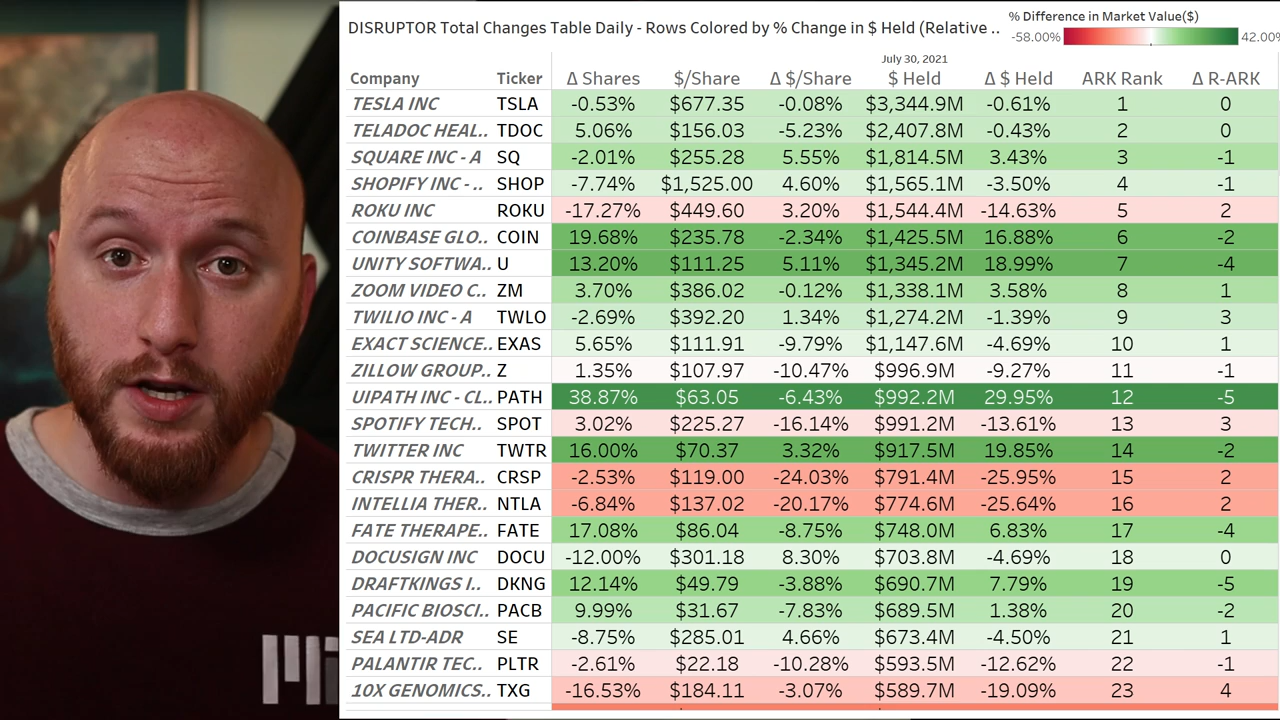 DISRUPTOR Total Changes Table Daily - Rows Colored by % Change in $ Held (Relative ..
% Difference in Market Value($)
-58.00% 42.00%
July 30, 2021
Company Ticker Δ Shares $/Share Δ $/Share $ Held Δ $ Held ARK Rank Δ R-ARK
TESLA INC TSLA -0.53% $677.35 -0.08% $3,344.9M -0.61% 1 0
TELADOC HEAL.. TDOC 5.06% $156.03 -5.23% $2,407.8M -0.43% 2 0
SQUARE INC - A SQ -2.01% $255.28 5.55% $1,814.5M 3.43% 3 -1
SHOPIFY INC - .. SHOP -7.74% $1,525.00 4.60% $1,565.1M -3.50% 4 -1
ROKU INC ROKU -17.27% $449.60 3.20% $1,544.4M -14.63% 5 2
COINBASE GLO.. COIN 19.68% $235.78 -2.34% $1,425.5M 16.88% 6 -2
UNITY SOFTWA.. U 13.20% $111.25 5.11% $1,345.2M 18.99% 7 -4
ZOOM VIDEO C.. ZM 3.70% $386.02 -0.12% $1,338.1M 3.58% 8 1
TWILIO INC - A TWLO -2.69% $392.20 1.34% $1,274.2M -1.39% 9 3
EXACT SCIENCE.. EXAS 5.65% $111.91 -9.79% $1,147.6M -4.69% 10 1
ZILLOW GROUP.. Z 1.35% $107.97 -10.47% $996.9M -9.27% 11 -1
UIPATH INC - CL.. PATH 38.87% $63.05 -6.43% $992.2M 29.95% 12 -5
SPOTIFY TECH.. SPOT 3.02% $225.27 -16.14% $991.2M -13.61% 13 3
TWITTER INC TWTR 16.00% $70.37 3.32% $917.5M 19.85% 14 -2
CRISPR THERA.. CRSP -2.53% $119.00 -24.03% $791.4M -25.95% 15 2
INTELLIA THER.. NTLA -6.84% $137.02 -20.17% $774.6M -25.64% 16 2
FATE THERAPE.. FATE 17.08% $86.04 -8.75% $748.0M 6.83% 17 -4
DOCUSIGN INC DOCU -12.00% $301.18 8.30% $703.8M -4.69% 18 0
DRAFTKINGS I.. DKNG 12.14% $49.79 -3.88% $690.7M 7.79% 19 -5
PACIFIC BIOSCI.. PACB 9.99% $31.67 -7.83% $689.5M 1.38% 20 -2
SEA LTD-ADR SE -8.75% $285.01 4.66% $673.4M -4.50% 21 1
PALANTIR TEC.. PLTR -2.61% $22.18 -10.28% $593.5M -12.62% 22 -1
10X GENOMICS.. TXG -16.53% $184.11 -3.07% $589.7M -19.09% 23 4